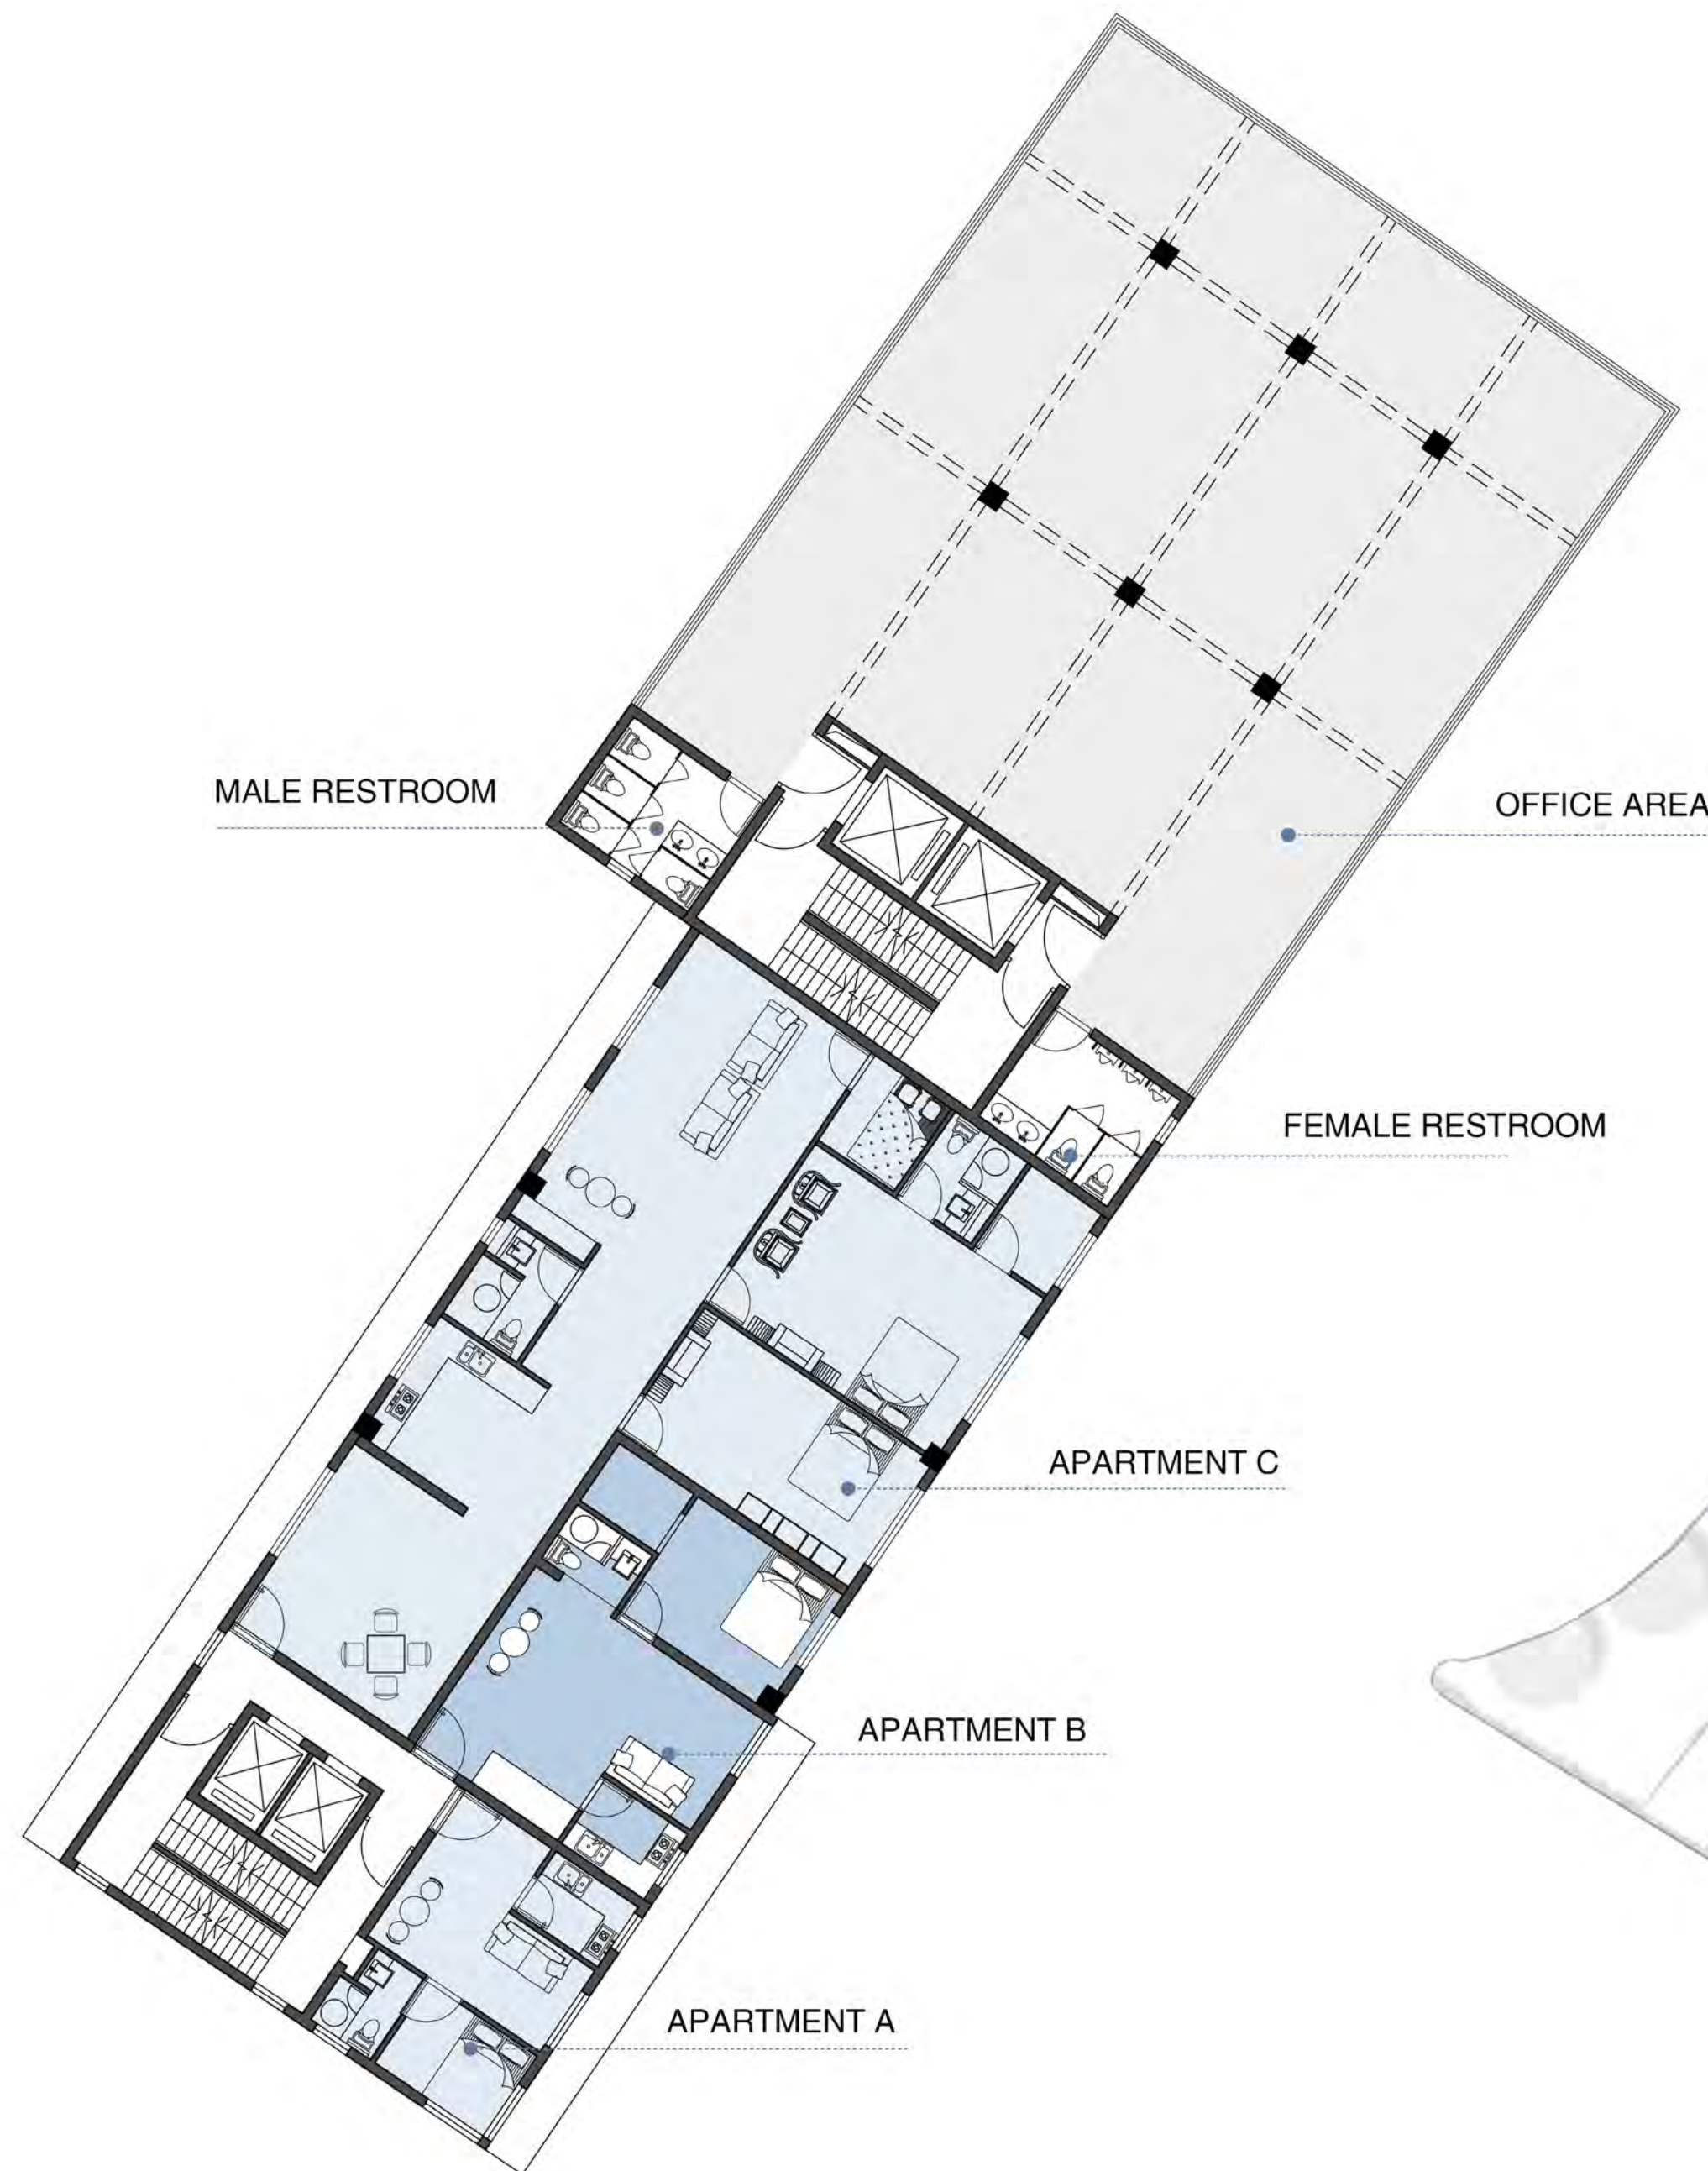 MALE RESTROOM
OFFICE AREA
FEMALE RESTROOM
APARTMENT C
APARTMENT B
APARTMENT A